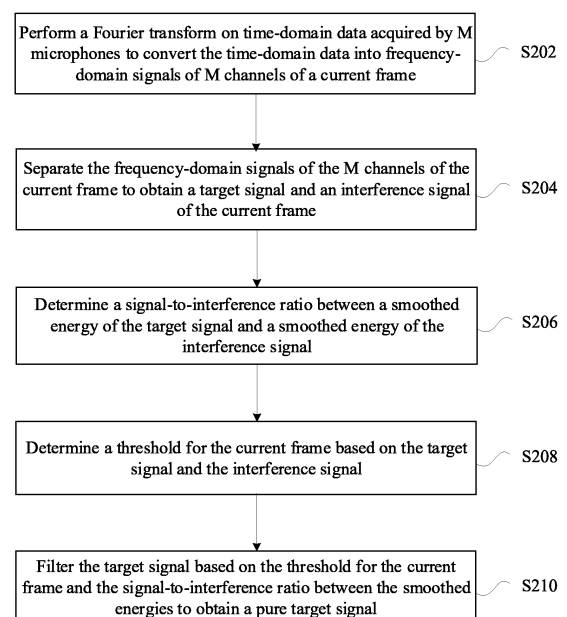 Perform a Fourier transform on time-domain data acquired by M
microphones to convert the time-domain data into frequency-
domain signals of M channels of a current frame
S202
Separate the frequency-domain signals of the M channels of the
current frame to obtain a target signal and an interference signal
of the current frame
S204
Determine a signal-to-interference ratio between a smoothed
energy of the target signal and a smoothed energy of the
interference signal
S206
Determine a threshold for the current frame based on the target
signal and the interference signal
S208
Filter the target signal based on the threshold for the current
frame and the signal-to-interference ratio between the smoothed
energies to obtain a pure target signal
S210